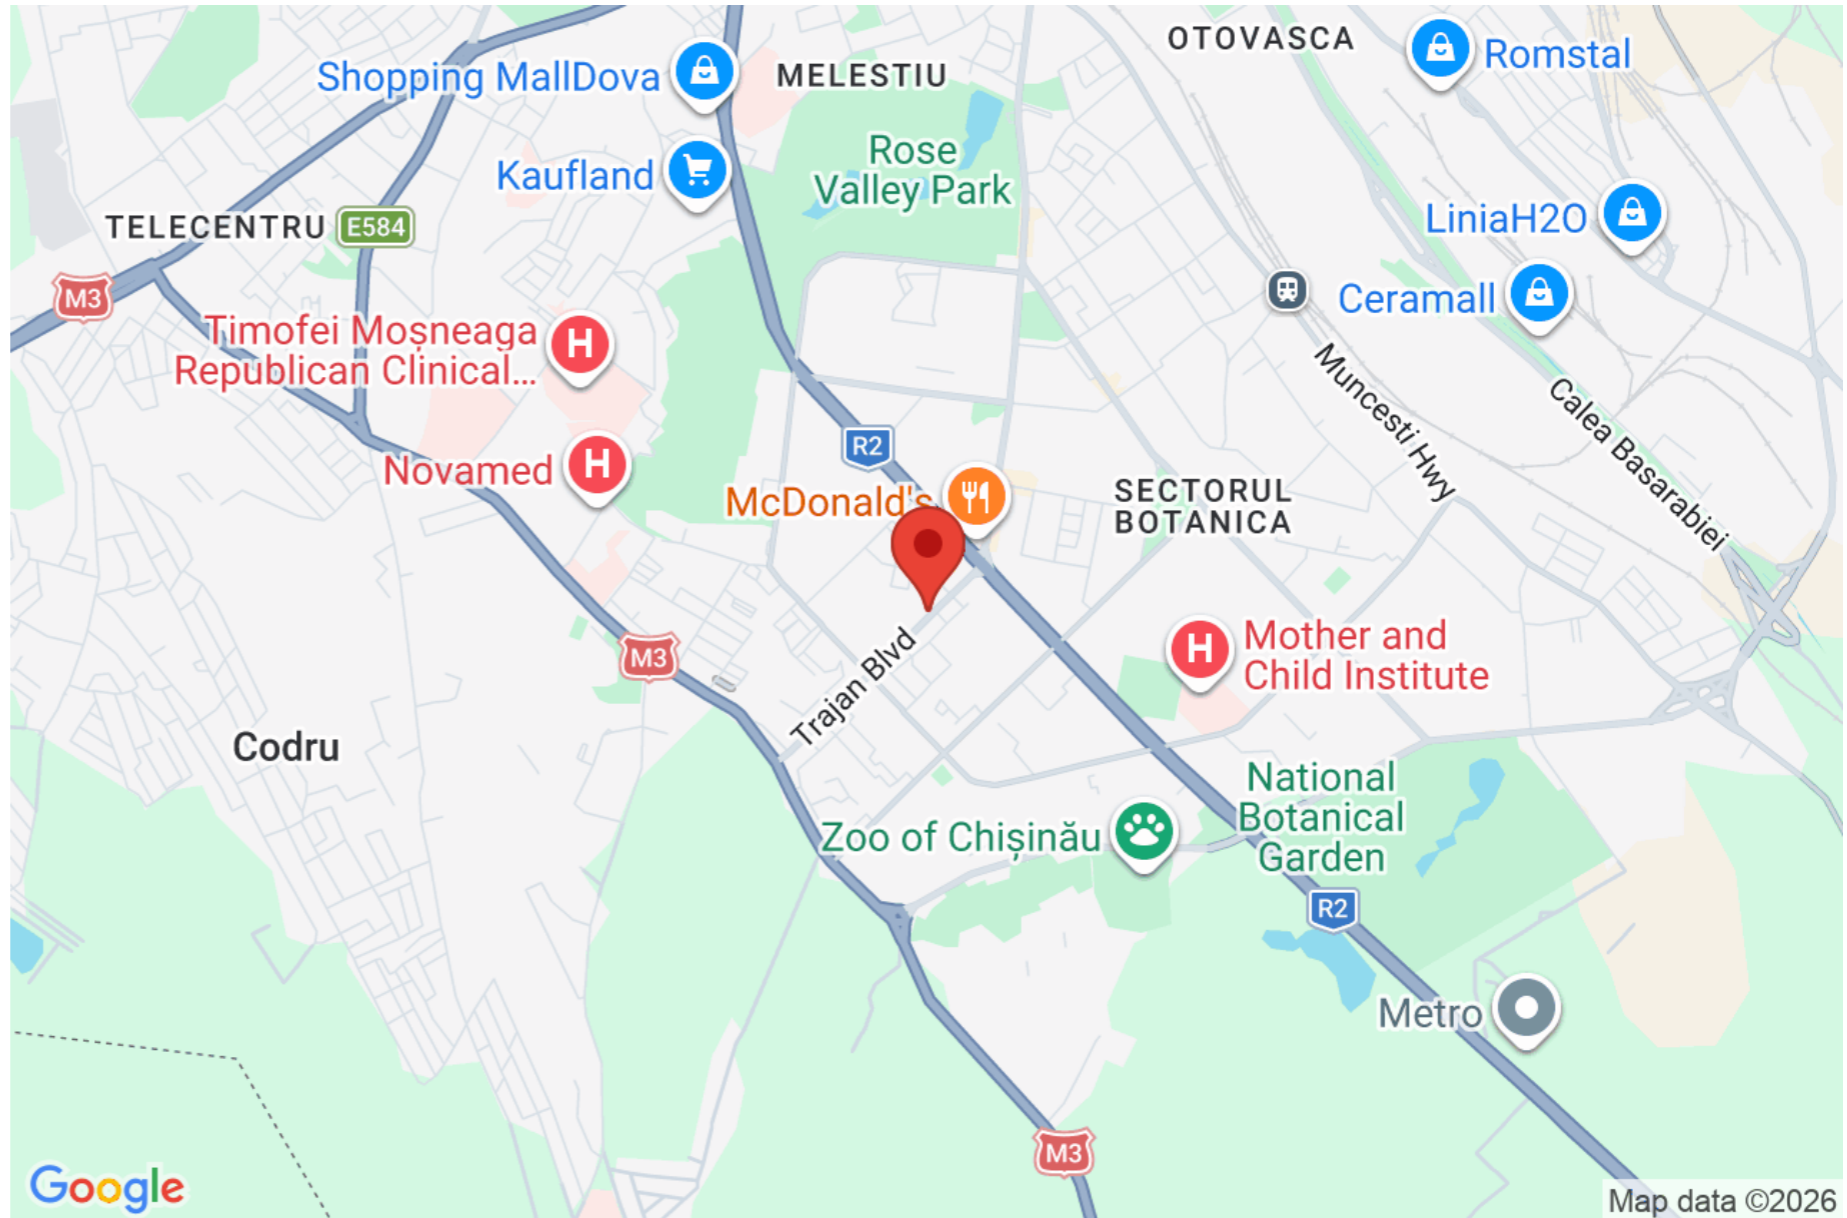 OTOVASCA
Romstal
Shopping MallDova
MELESTIU
Rose
Valley Park
Kaufland
TELECENTRU
E584
LiniaH2O
M3
Ceramall
Timofei Moșneaga
Republican Clinical...
Muncesti Hwy
Calea Basarabiei
R2
Novamed
McDonald's
SECTORUL
BOTANICA
Mother and
Child Institute
M3
Trajan Blvd
Codru
National
Botanical
Garden
Zoo of Chișinău
R2
Metro
M3
Google
Map data ©2026